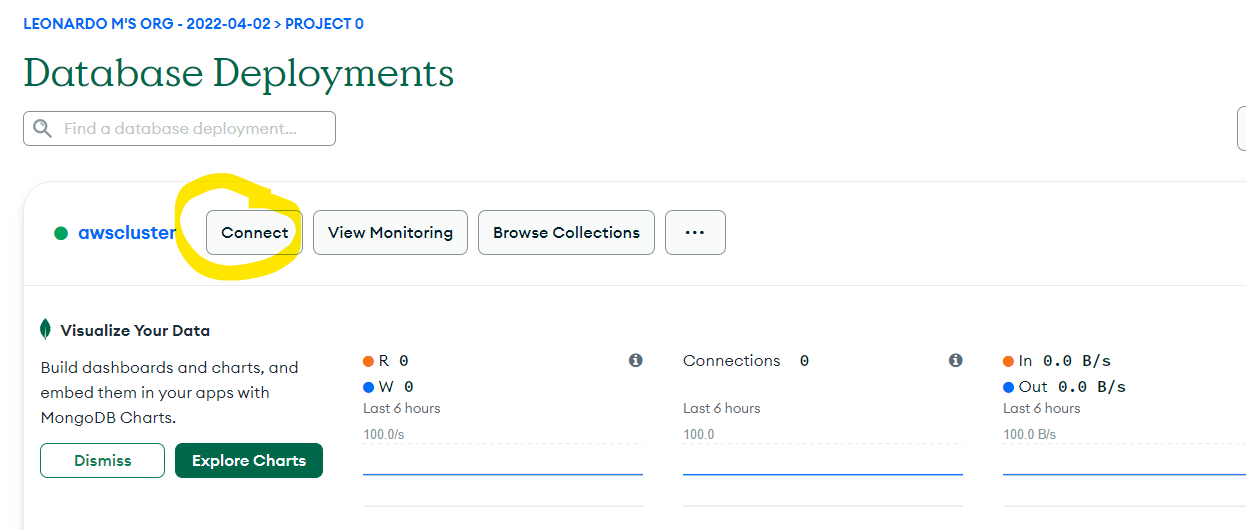 LEONARDO M'S ORG - 2022-04-02 > PROJECT 0
Database Deployments
Find a database deployment...
awscluster Connect View Monitoring Browse Collections ...
Visualize Your Data
Build dashboards and charts, and
embed them in your apps with
MongoDB Charts.
Dismiss Explore Charts
R 0
W 0
Last 6 hours
100.0/s
Connections 0
Last 6 hours
100.0
In 0.0 B/s
Out 0.0 B/s
Last 6 hours
100.0 B/s